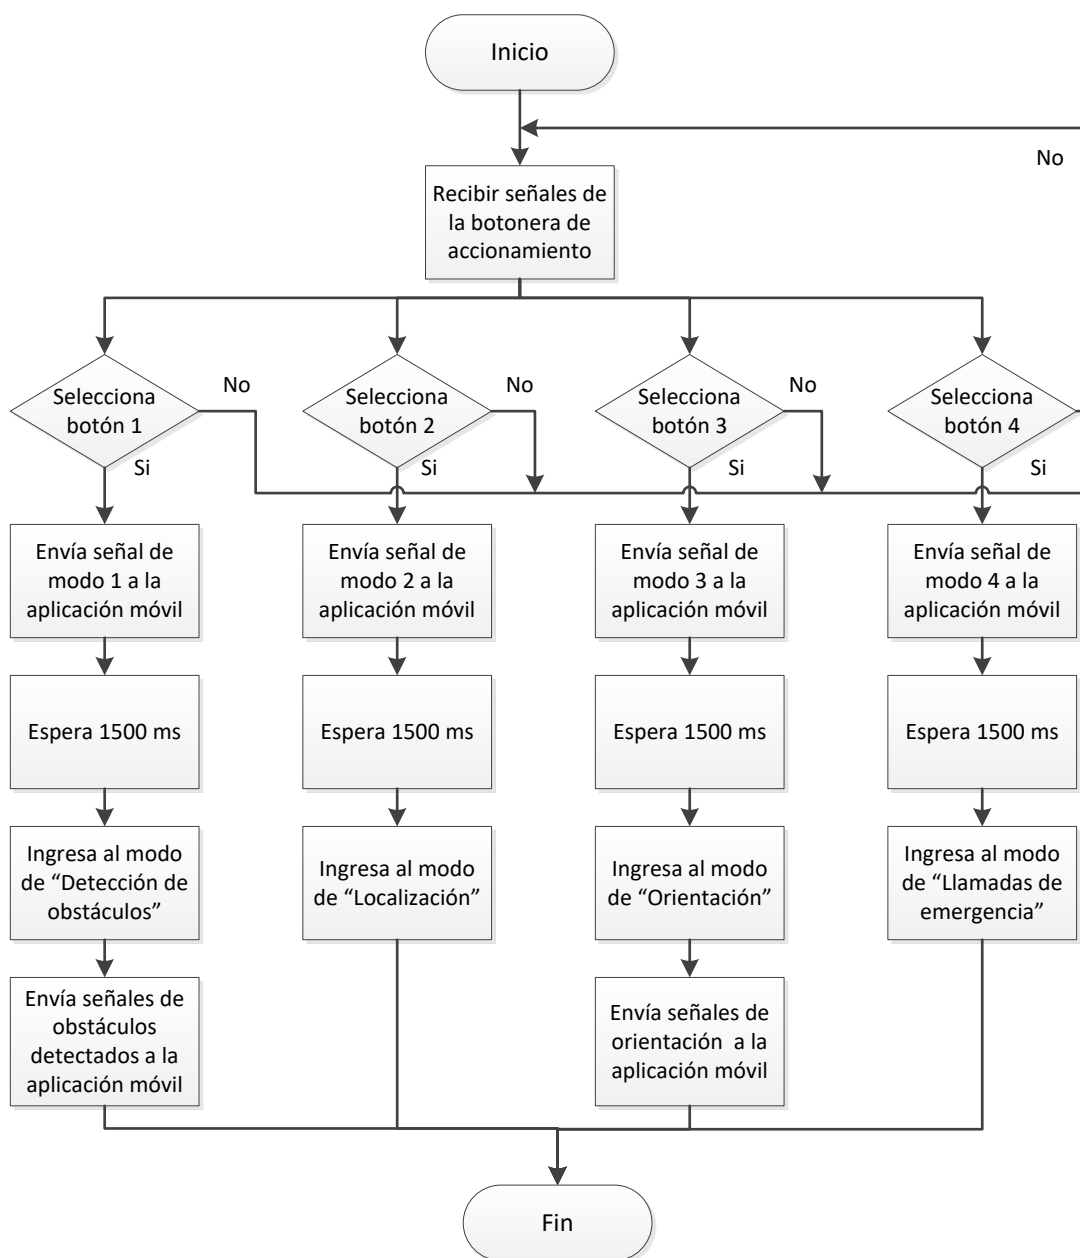 Inicio
No
Recibir señales de
la botonera de
accionamiento
Selecciona
botón 1
No
Si
Selecciona
botón 2
No
Si
Selecciona
botón 3
No
Si
Selecciona
botón 4
Si
Envía señal de
modo 1 a la
aplicación móvil
Envía señal de
modo 2 a la
aplicación móvil
Envía señal de
modo 3 a la
aplicación móvil
Envía señal de
modo 4 a la
aplicación móvil
Espera 1500 ms
Espera 1500 ms
Espera 1500 ms
Espera 1500 ms
Ingresa al modo
de “Detección de
obstáculos”
Ingresa al modo
de “Localización”
Ingresa al modo
de “Orientación”
Ingresa al modo
de “Llamadas de
emergencia”
Envía señales de
obstáculos
detectados a la
aplicación móvil
Envía señales de
orientación a la
aplicación móvil
Fin